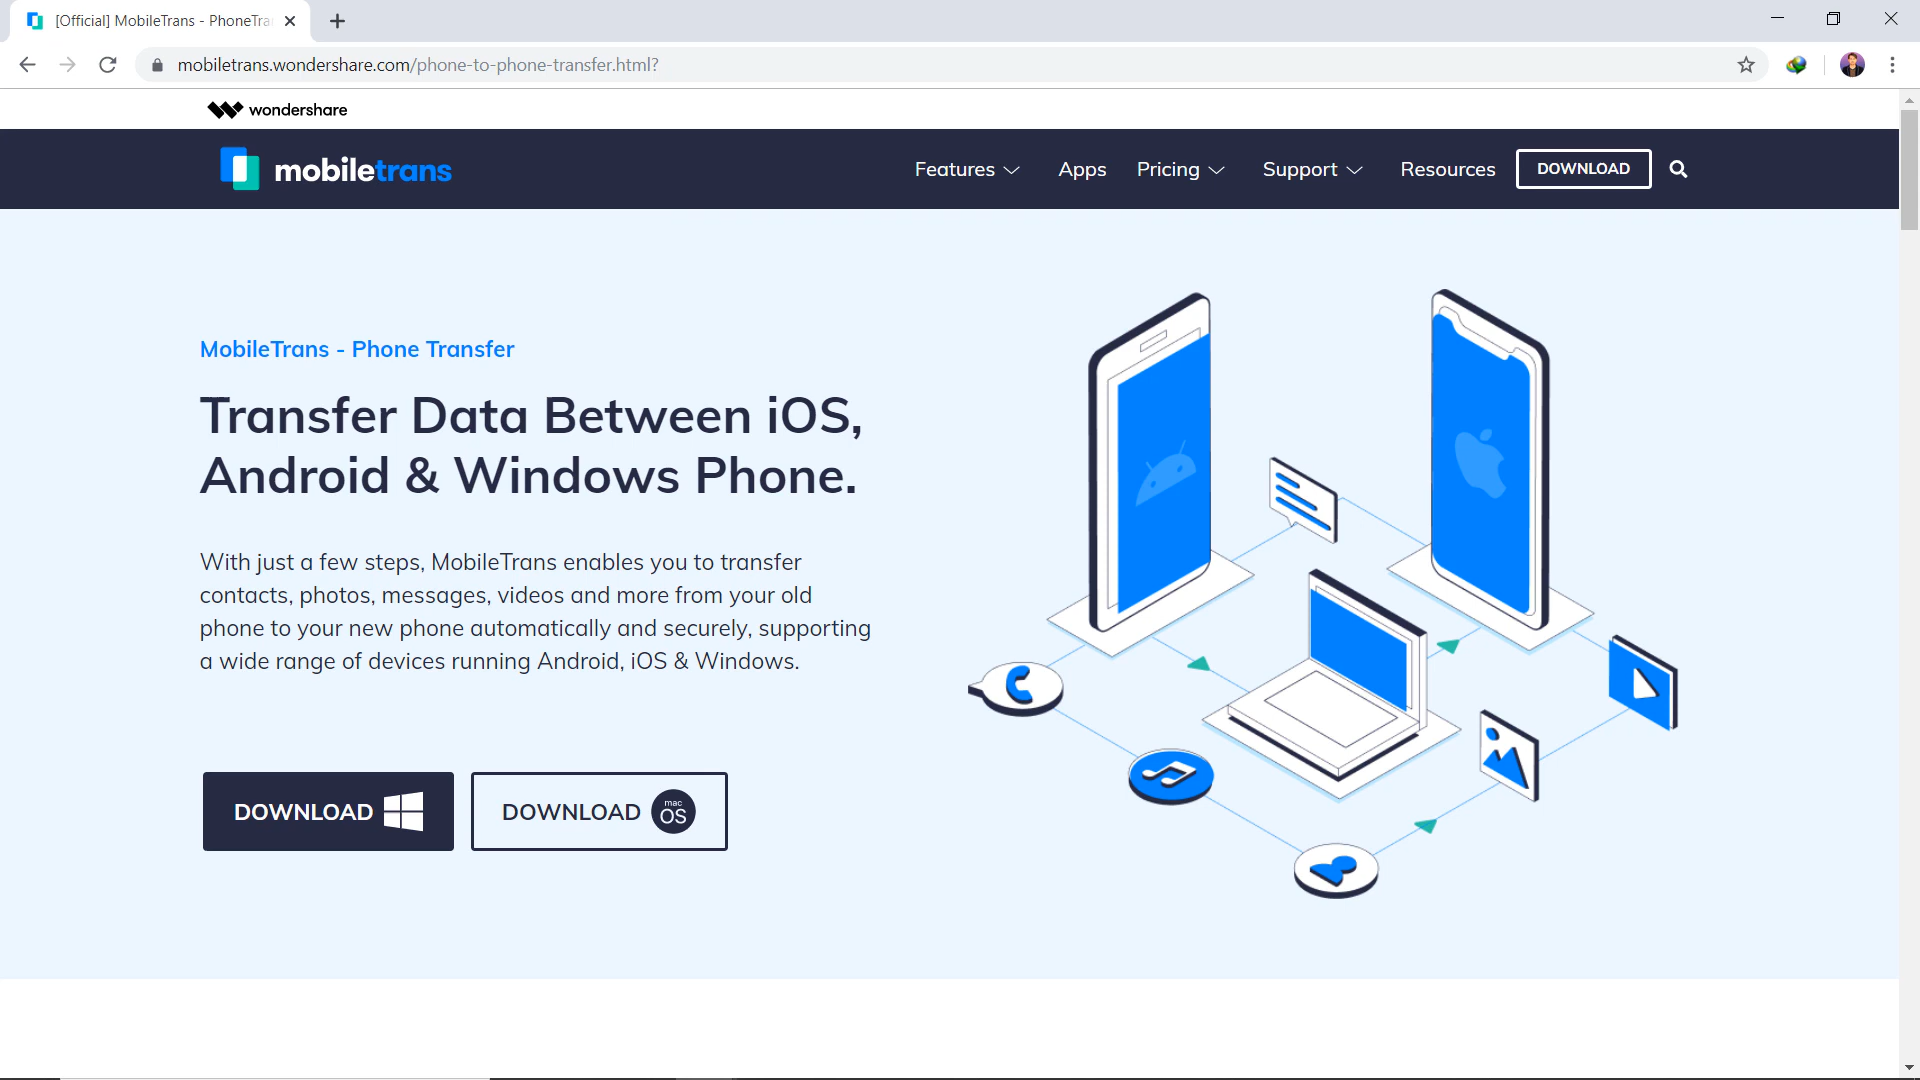 [Official] MobileTrans - PhoneTra
mobiletrans.wondershare.com/phone-to-phone-transfer.html?
wondershare
mobiletrans
Features
Apps
Pricing
Support
Resources
DOWNLOAD
MobileTrans - Phone Transfer
Transfer Data Between iOS,
Android & Windows Phone.
With just a few steps, MobileTrans enables you to transfer
contacts, photos, messages, videos and more from your old
phone to your new phone automatically and securely, supporting
a wide range of devices running Android, iOS & Windows.
DOWNLOAD
DOWNLOAD
mac
OS